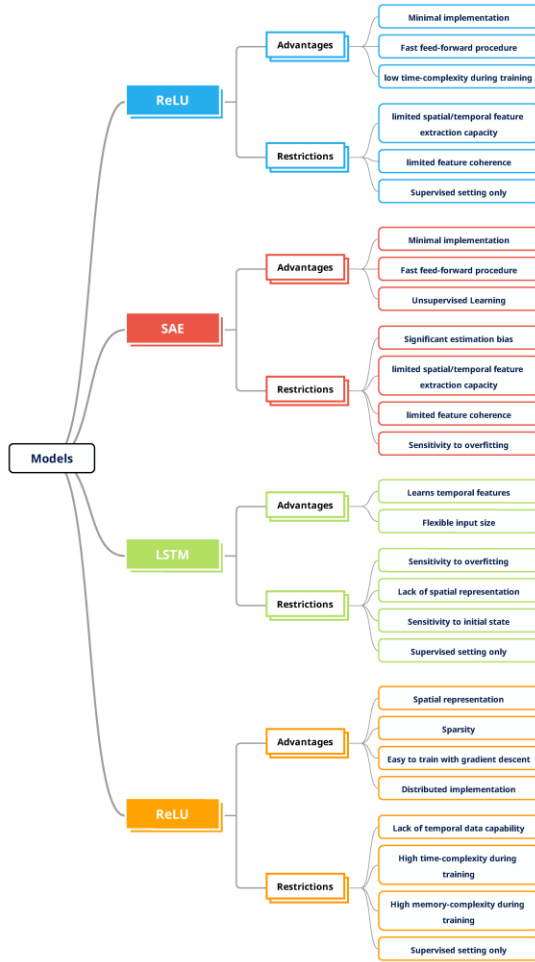 Models
ReLU
Advantages
Minimal implementation
Fast feed-forward procedure
low time-complexity during training
Restrictions
limited spatial/temporal feature
extraction capacity
limited feature coherence
Supervised setting only
SAE
Advantages
Minimal implementation
Fast feed-forward procedure
Unsupervised Learning
Restrictions
Significant estimation bias
limited spatial/temporal feature
extraction capacity
limited feature coherence
Sensitivity to overfitting
LSTM
Advantages
Learns temporal features
Flexible input size
Restrictions
Sensitivity to overfitting
Lack of spatial representation
Sensitivity to initial state
Supervised setting only
ReLU
Advantages
Spatial representation
Sparsity
Easy to train with gradient descent
Distributed implementation
Restrictions
Lack of temporal data capability
High time-complexity during
training
High memory-complexity during
training
Supervised setting only